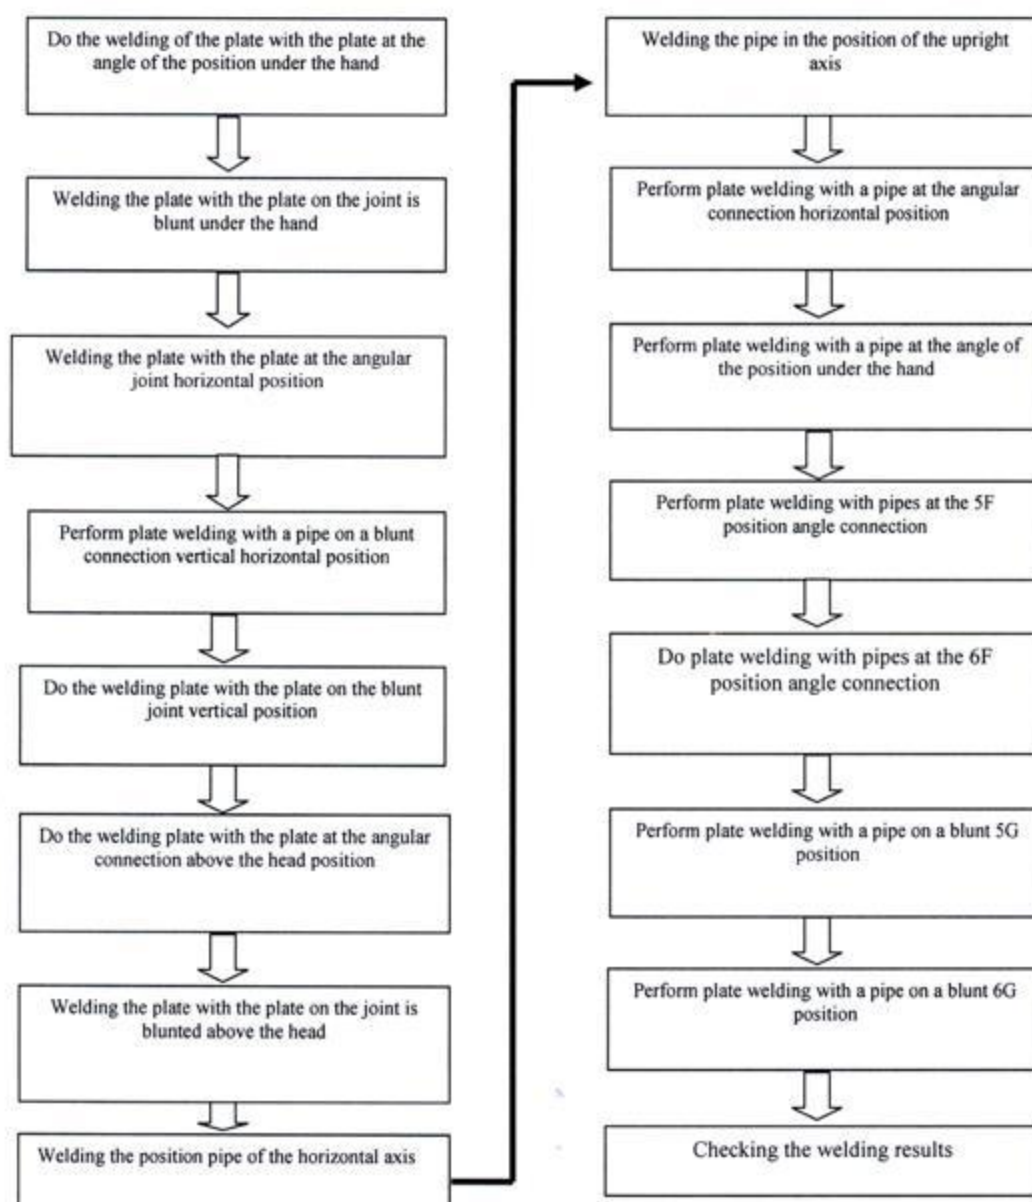 Do the welding of the plate with the plate at the
angle of the position under the hand
Welding the plate with the plate on the joint is
blunt under the hand
Welding the plate with the plate at the angular
joint horizontal position
Perform plate welding with a pipe on a blunt
connection vertical horizontal position
Do the welding plate with the plate on the blunt
joint vertical position
Do the welding plate with the plate at the angular
connection above the head position
Welding the plate with the plate on the joint is
blunted above the head
Welding the position pipe of the horizontal axis
Welding the pipe in the position of the upright
axis
Perform plate welding with a pipe at the angular
connection horizontal position
Perform plate welding with a pipe at the angle of
the position under the hand
Perform plate welding with pipes at the 5F
position angle connection
Do plate welding with pipes at the 6F
position angle connection
Perform plate welding with a pipe on a blunt 5G
position
Perform plate welding with a pipe on a blunt 6G
position
Checking the welding results